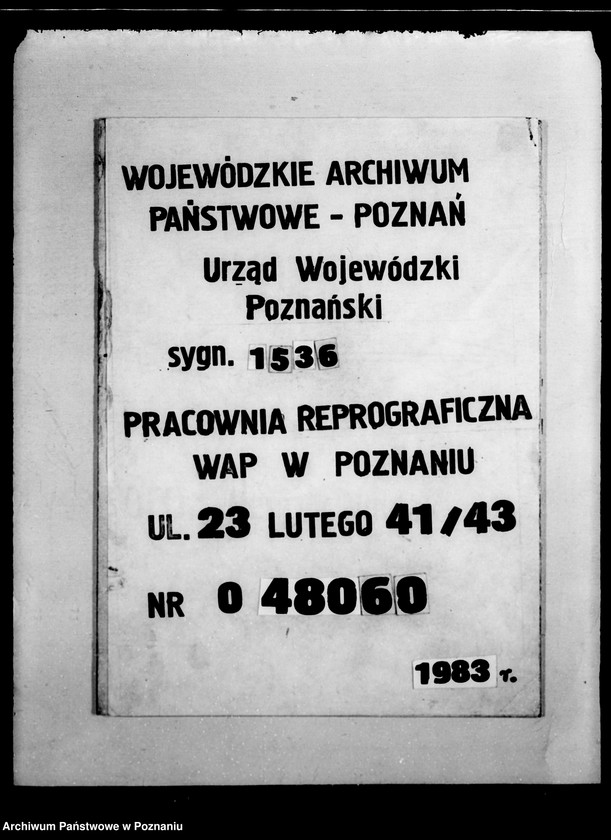 WOJEWÓDZKIE ARCHIWUM
PAŃSTWOWE - POZNAŃ
Urząd Wojewódzki
Poznański
sygn. 1536
PRACOWNIA REPROGRAFICZNA
WAP W POZNANIU
UL. 23 LUTEGO 41/43
NR 0 48060
1983 r.
Archiwum Państwowe w Poznaniu